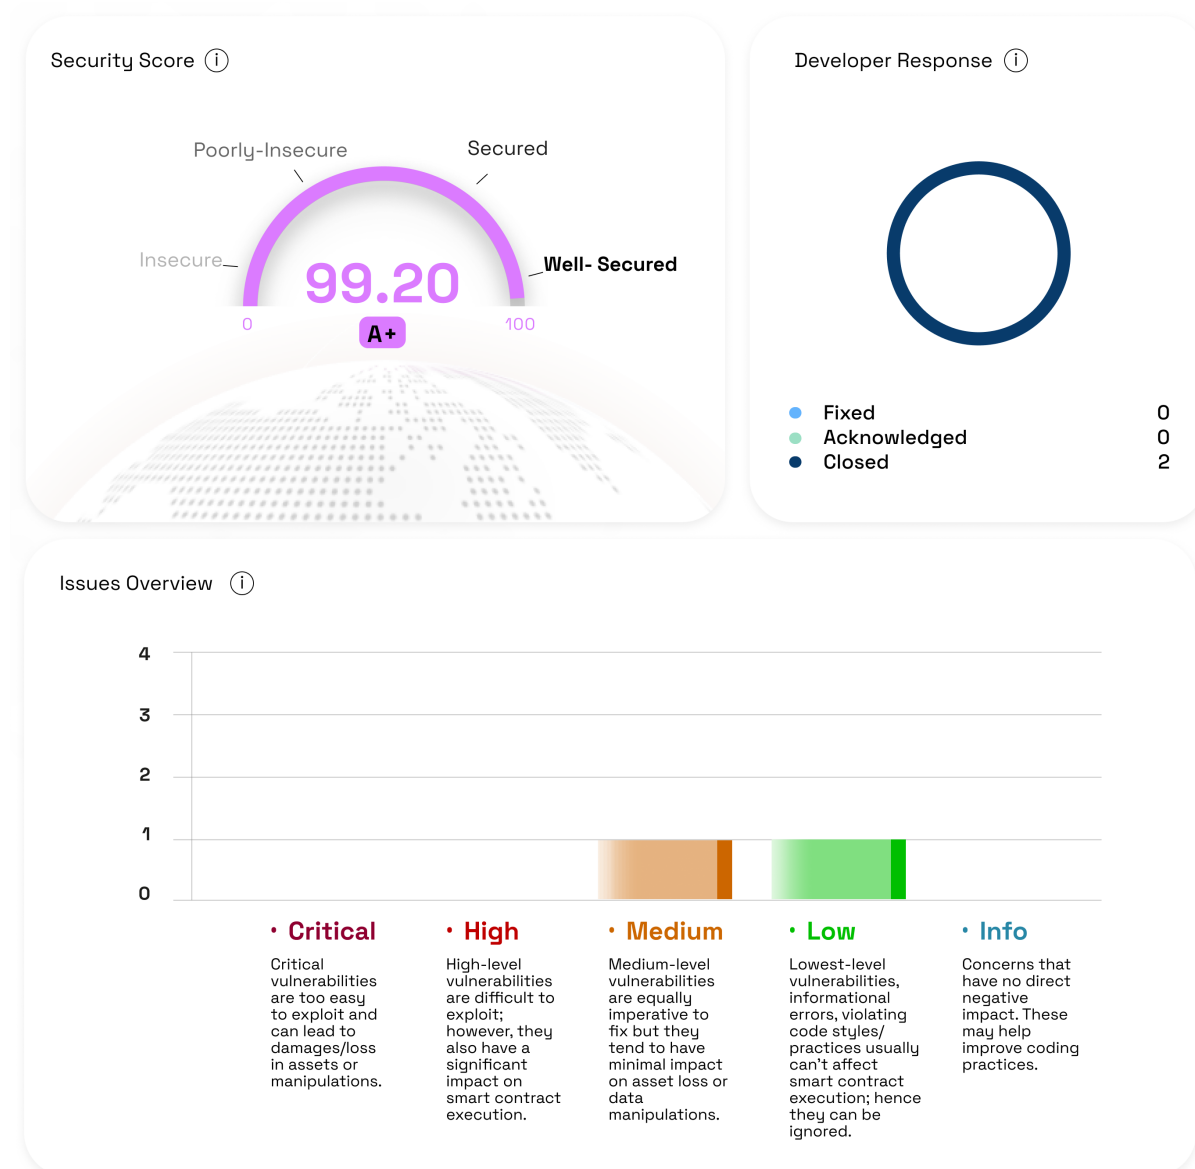 Security Score i
Developer Response i
Poorly-Insecure
Secured
Insecure
Well- Secured
99.20
0
100
A+
Fixed 0
Acknowledged 0
Closed 2
Issues Overview i
4
3
2
1
0
• Critical
Critical
vulnerabilities
are too easy
to exploit and
can lead to
damages/loss
in assets or
manipulations.
• High
High-level
vulnerabilities
are difficult to
exploit;
however, they
also have a
significant
impact on
smart contract
execution.
• Medium
Medium-level
vulnerabilities
are equally
imperative to
fix but they
tend to have
minimal impact
on asset loss or
data
manipulations.
• Low
Lowest-level
vulnerabilities,
informational
errors, violating
code styles/
practices usually
can't affect
smart contract
execution; hence
they can be
ignored.
• Info
Concerns that
have no direct
negative
impact. These
may help
improve coding
practices.